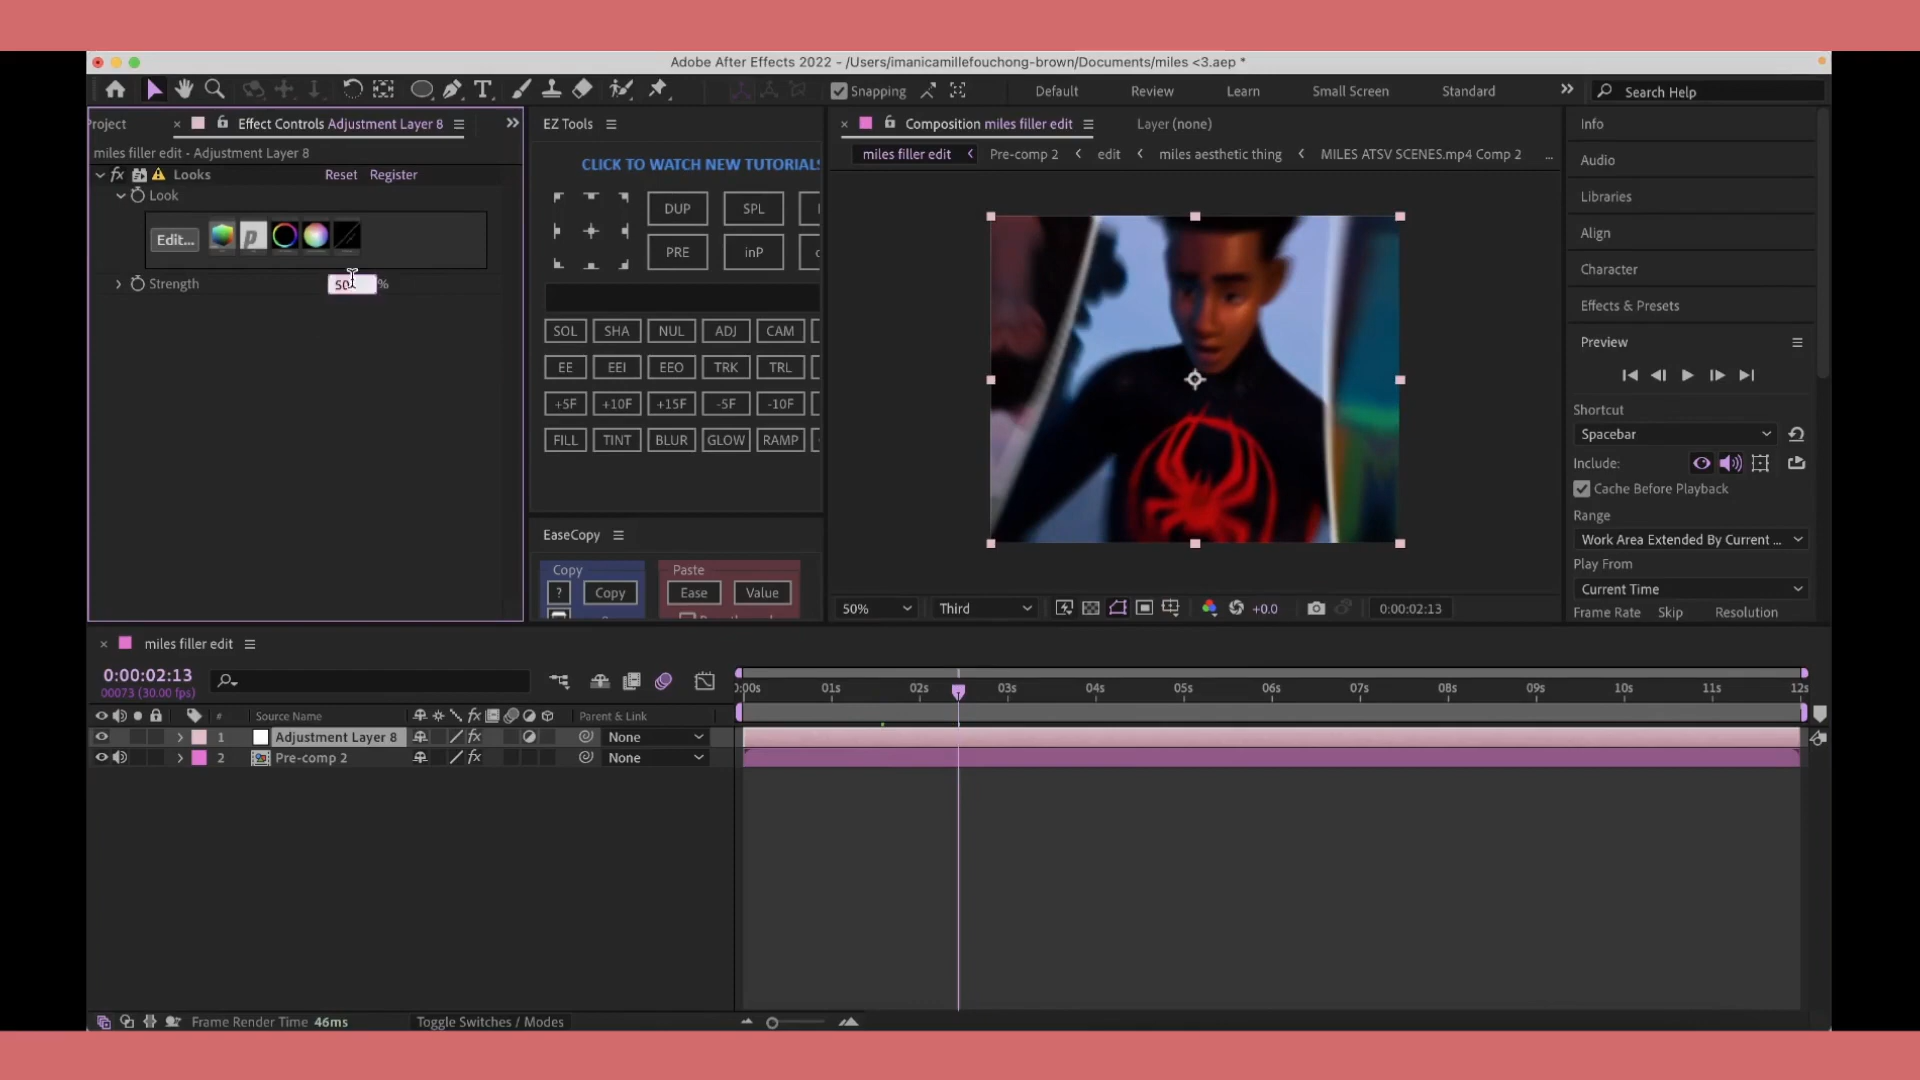 Adobe After Effects 2022 - /Users/imanicamillefouchong-brown/Documents/miles <3.aep *
Snapping
Default
Review
Learn
Small Screen
Standard
Search Help
Project
Effect Controls Adjustment Layer 8
miles filler edit - Adjustment Layer 8
fx Looks Reset Register
Look
Edit...
Strength 50 %
EZ Tools
CLICK TO WATCH NEW TUTORIALS
DUP SPL
PRE inP
SOL SHA NUL ADJ CAM
EE EEI EEO TRK TRL
+5F +10F +15F -5F -10F
FILL TINT BLUR GLOW RAMP
EaseCopy
Copy Paste
? Copy Ease Value
Composition miles filler edit
Layer (none)
miles filler edit < Pre-comp 2 < edit < miles aesthetic thing < MILES ATSV SCENES.mp4 Comp 2 ...
50% Third +0.0 0:00:02:13
Info
Audio
Libraries
Align
Character
Effects & Presets
Preview
Shortcut
Spacebar
Include:
Cache Before Playback
Range
Work Area Extended By Current ...
Play From
Current Time
Frame Rate Skip Resolution
miles filler edit
0:00:02:13
00073 (30.00 fps)
0:00s 01s 02s 03s 04s 05s 06s 07s 08s 09s 10s 11s 12s
# Source Name fx Parent & Link
1 Adjustment Layer 8 fx None
2 Pre-comp 2 fx None
Frame Render Time 46ms
Toggle Switches / Modes